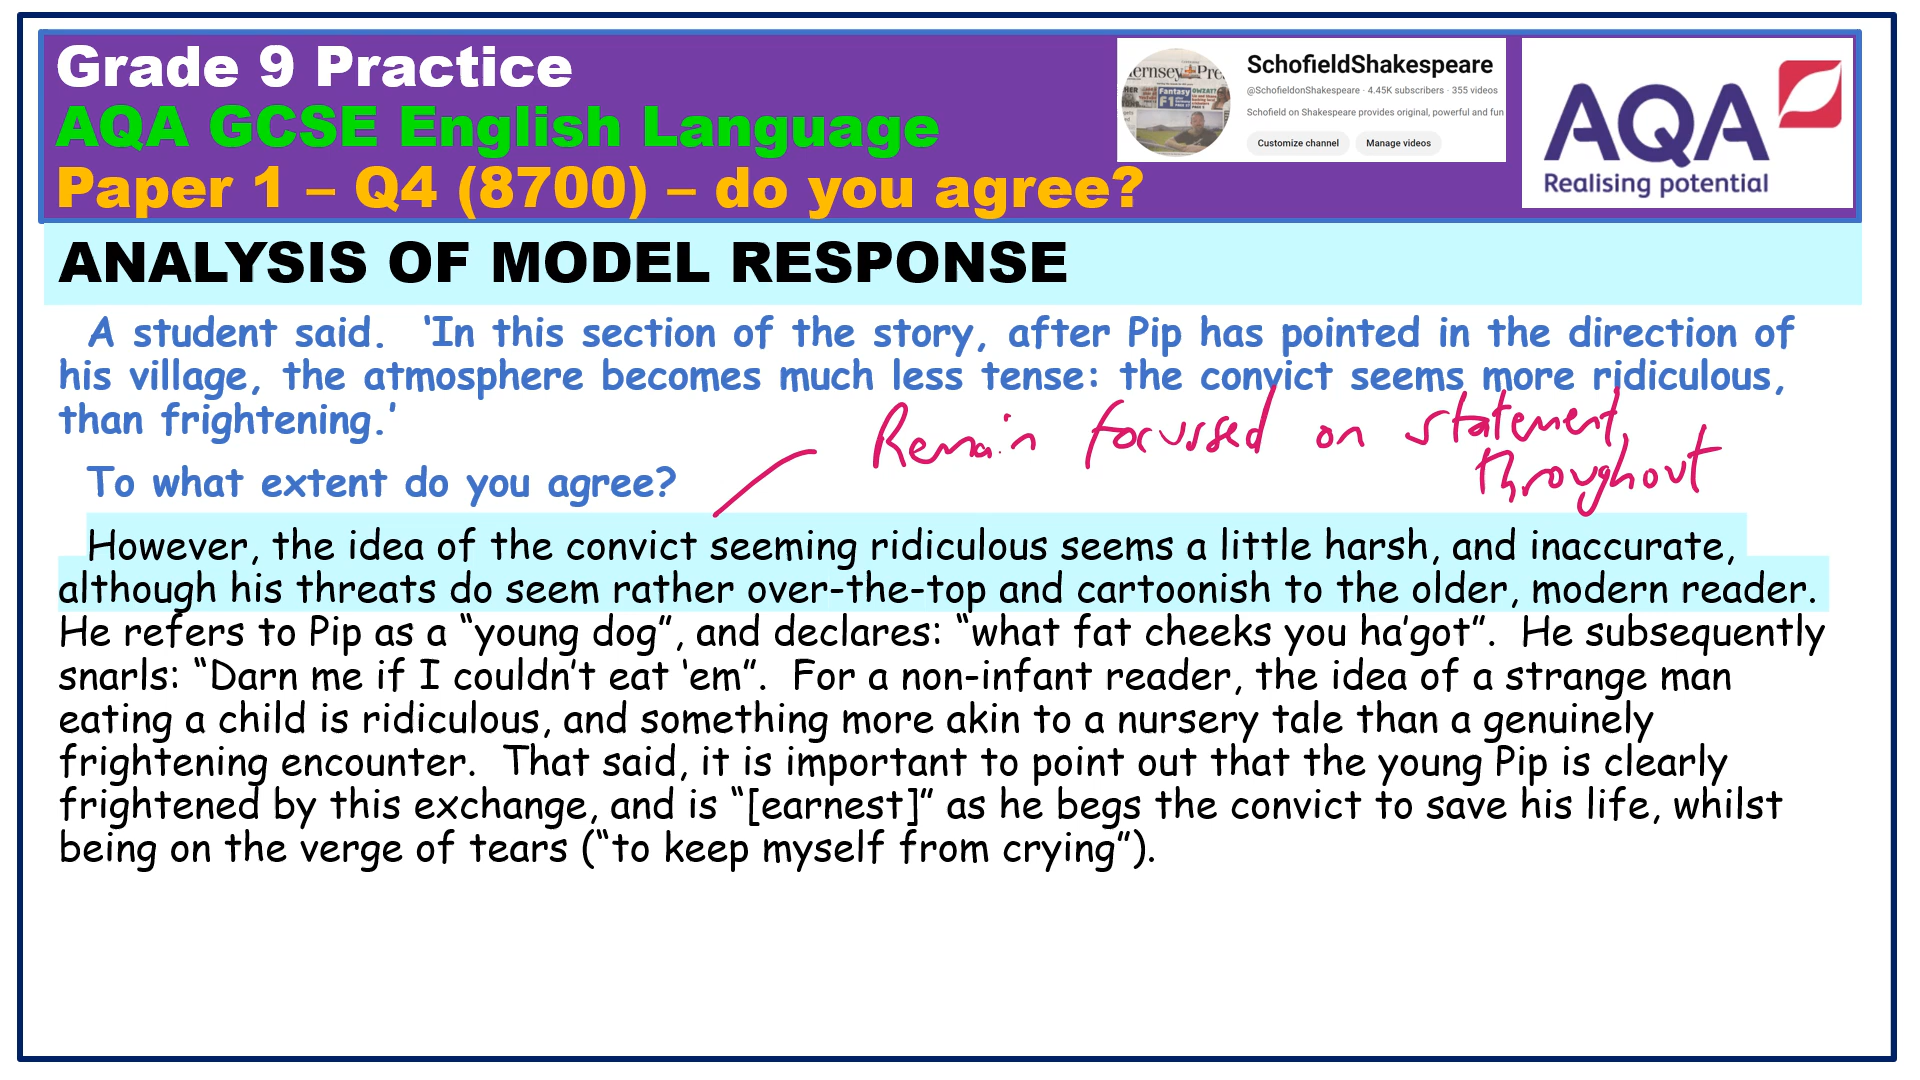 Grade 9 Practice
AQA GCSE English Language
Paper 1 – Q4 (8700) – do you agree?
SchofieldShakespeare
@SchofieldonShakespeare · 4.45K subscribers · 355 videos
Schofield on Shakespeare provides original, powerful and fun
Customize channel Manage videos
AQA
Realising potential
ANALYSIS OF MODEL RESPONSE
A student said.  ‘In this section of the story, after Pip has pointed in the direction of
his village, the atmosphere becomes much less tense: the convict seems more ridiculous,
than frightening.’
Remain focussed on statement,
throughout
To what extent do you agree?
However, the idea of the convict seeming ridiculous seems a little harsh, and inaccurate,
although his threats do seem rather over-the-top and cartoonish to the older, modern reader.
He refers to Pip as a “young dog”, and declares: “what fat cheeks you ha’got”.  He subsequently
snarls: “Darn me if I couldn’t eat ‘em”.  For a non-infant reader, the idea of a strange man
eating a child is ridiculous, and something more akin to a nursery tale than a genuinely
frightening encounter.  That said, it is important to point out that the young Pip is clearly
frightened by this exchange, and is “[earnest]” as he begs the convict to save his life, whilst
being on the verge of tears (“to keep myself from crying”).